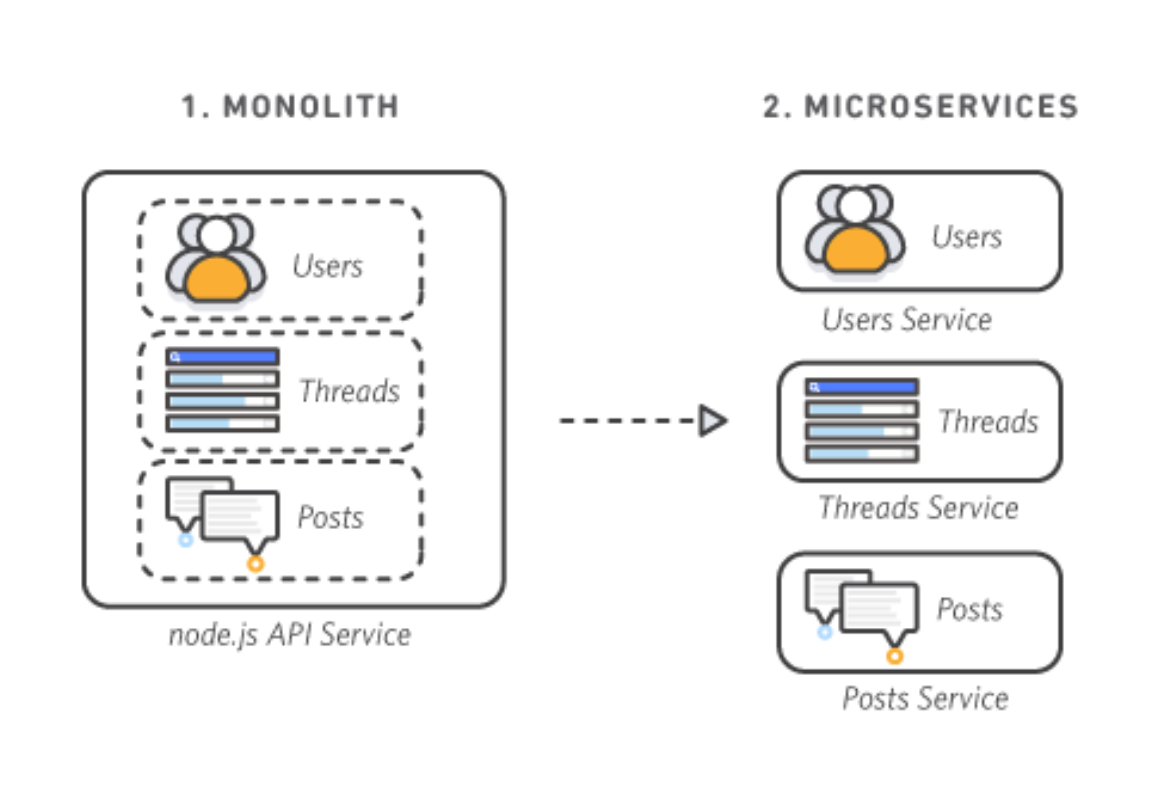 1. MONOLITH
Users
Threads
Posts
node.js API Service
2. MICROSERVICES
Users
Users Service
Threads
Threads Service
Posts
Posts Service